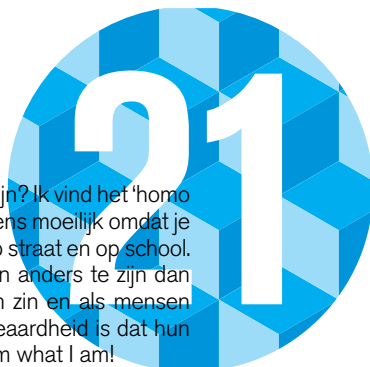 21
jn? Ik vind het 'homo
ens moeilijk omdat je
straat en op school.
n anders te zijn dan
zin en als mensen
eaardheid is dat hun
m what I am!